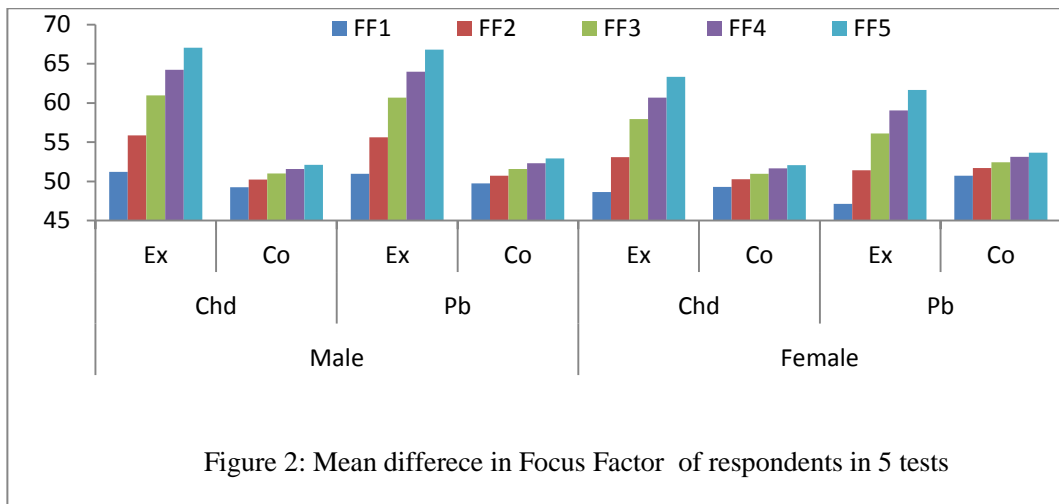 70
FF1 FF2 FF3 FF4 FF5
65
60
55
50
45
Ex Co Ex Co Ex Co Ex Co
Chd Pb Chd Pb
Male Female
Figure 2: Mean differece in Focus Factor of respondents in 5 tests